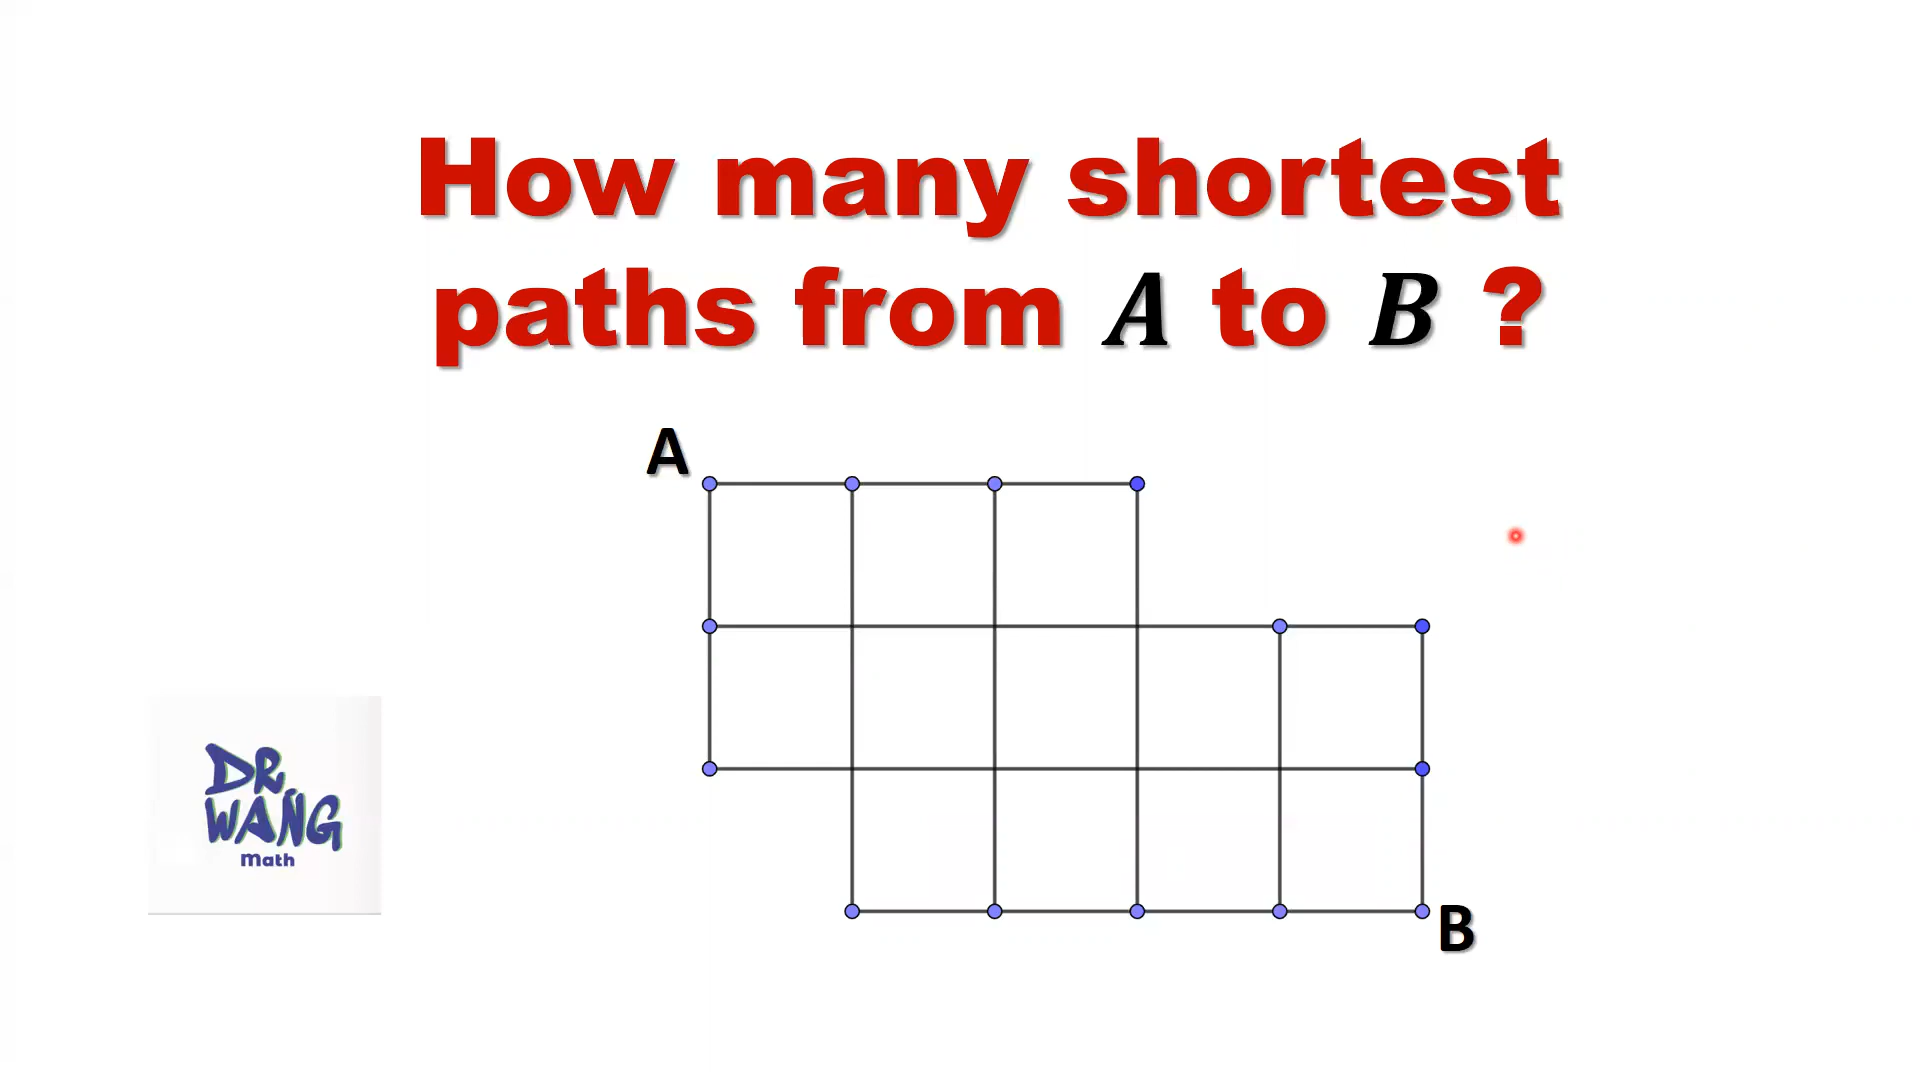 How many shortest
paths from A to B ?
A
DR.
WANG
math
B